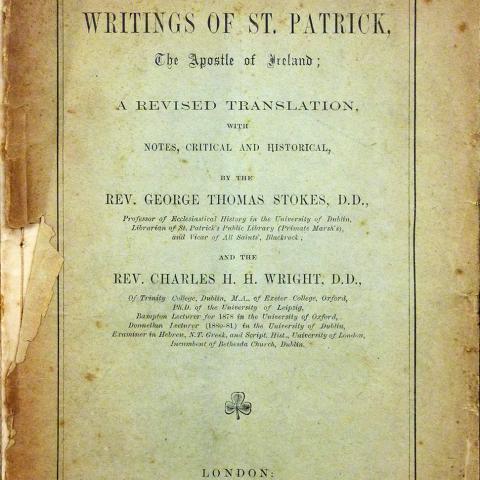 WRITINGS OF ST. PATRICK,
The Apostle of Ireland;
A REVISED TRANSLATION,
WITH
NOTES, CRITICAL AND HISTORICAL,
BY THE
REV. GEORGE THOMAS STOKES, D.D.,
Professor of Ecclesiastical History in the University of Dublin,
Librarian of St. Patrick's Public Library (Primate Marsh's),
and Vicar of All Saints', Blackrock;
AND THE
REV. CHARLES H. H. WRIGHT, D.D.,
Of Trinity College, Dublin, M.A., of Exeter College, Oxford,
Ph.D. of the University of Leipzig,
Bampton Lecturer for 1878 in the University of Oxford,
Donnellan Lecturer (1880-81) in the University of Dublin,
Examiner in Hebrew, N.T. Greek, and Script. Hist., University of London,
Incumbent of Bethesda Church, Dublin.
LONDON: